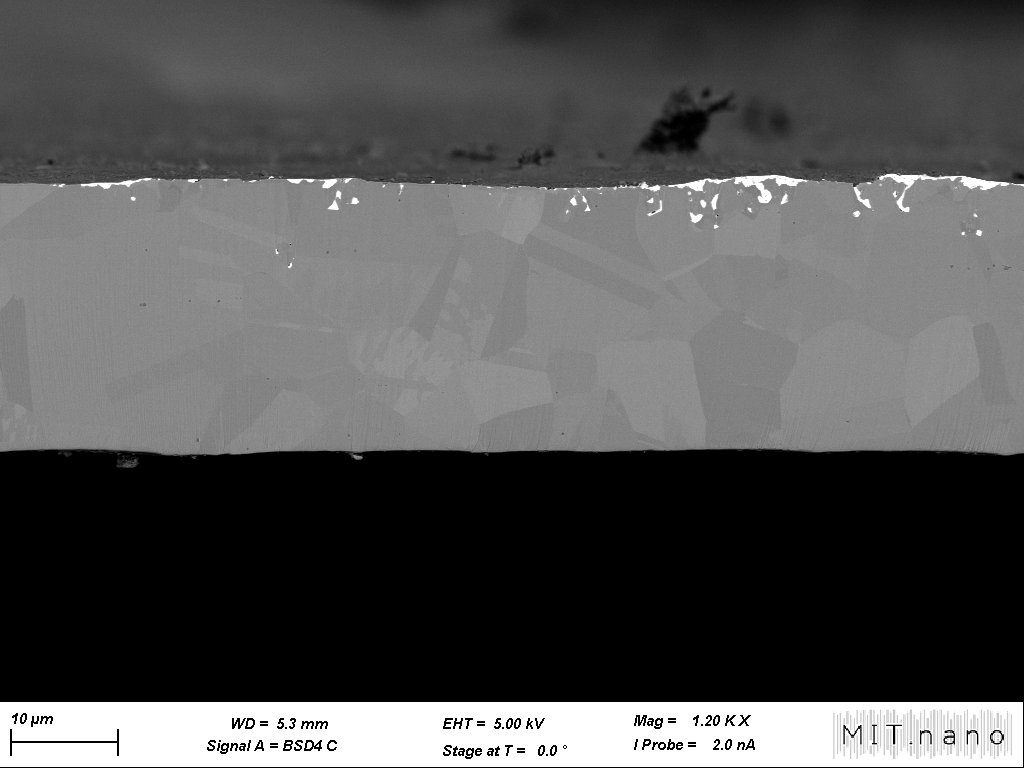 10 µm
WD = 5.3 mm
Signal A = BSD4 C
EHT = 5.00 kV
Stage at T = 0.0 °
Mag = 1.20 K X
I Probe = 2.0 nA
MIT.nano